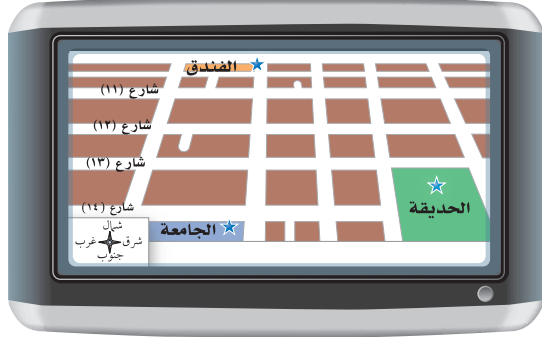 الفندق
شارع (١١)
شارع (١٢)
شارع (١٣)
شارع (١٤)
الحديقة
الجامعة
شمال
شرق غرب
جنوب